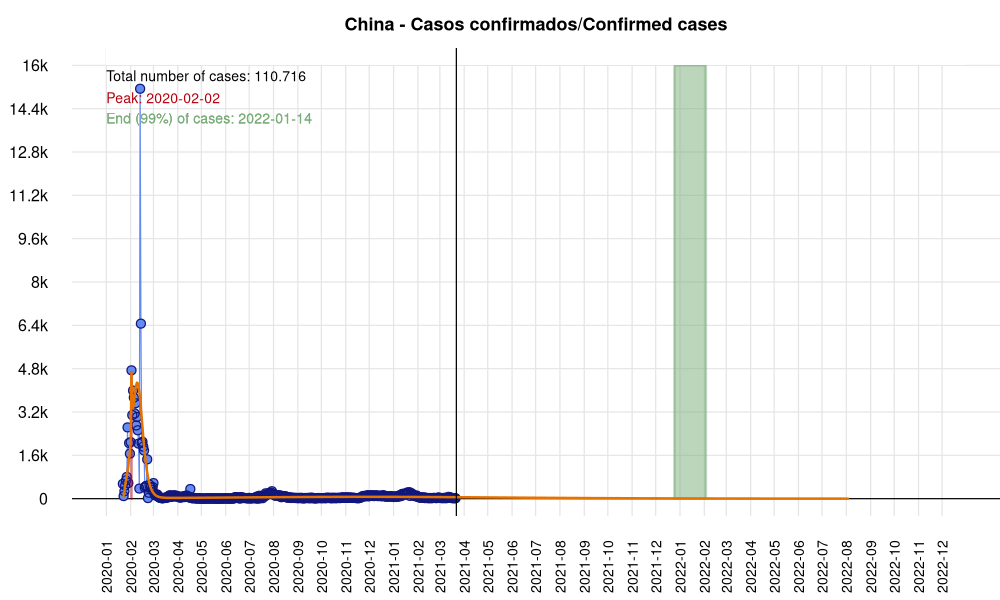 China - Casos confirmados/Confirmed cases
16k
Total number of cases: 110.716
Peak: 2020-02-02
14.4k
End (99%) of cases: 2022-01-14
12.8k
11.2k
9.6k
8k
6.4k
4.8k
3.2k
1.6k
0
2020-01
2020-02
2020-03
2020-04
2020-05
2020-06
2020-07
2020-08
2020-09
2020-10
2020-11
2020-12
2021-01
2021-02
2021-03
2021-04
2021-05
2021-06
2021-07
2021-08
2021-09
2021-10
2021-11
2021-12
2022-01
2022-02
2022-03
2022-04
2022-05
2022-06
2022-07
2022-08
2022-09
2022-10
2022-11
2022-12